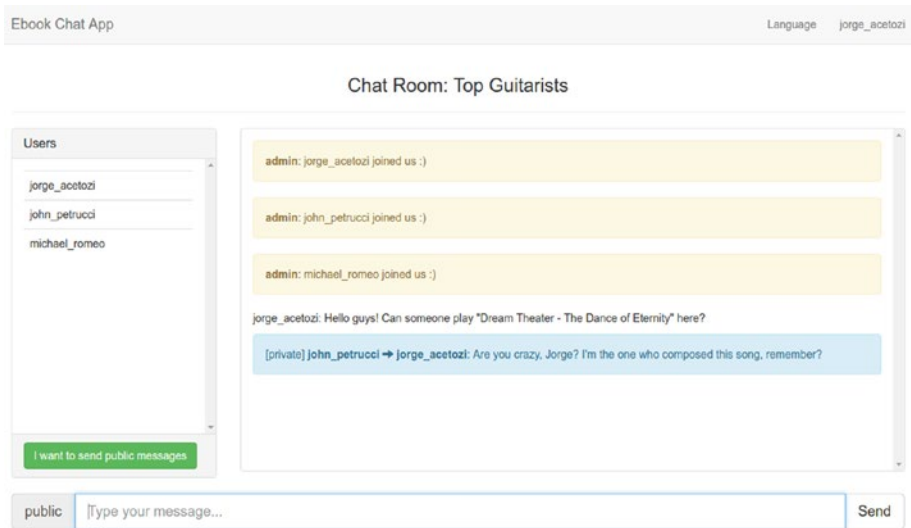 Ebook Chat App
Language jorge_acetozi
Chat Room: Top Guitarists
Users
jorge_acetozi
john_petrucci
michael_romeo
I want to send public messages
admin: jorge_acetozi joined us :)
admin: john_petrucci joined us :)
admin: michael_romeo joined us :)
jorge_acetozi: Hello guys! Can someone play "Dream Theater - The Dance of Eternity" here?
[private] john_petrucci ➔ jorge_acetozi: Are you crazy, Jorge? I'm the one who composed this song, remember?
public Type your message... Send